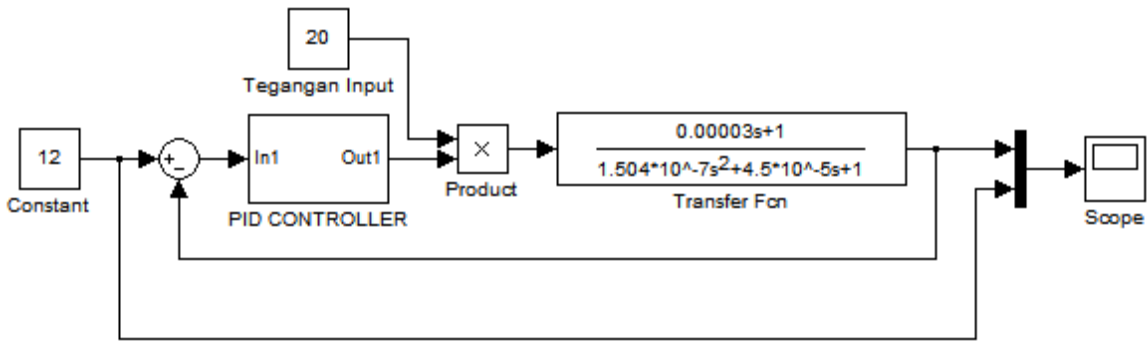 20
Tegangan Input
12
Constant
+
-
In1
Out1
PID CONTROLLER
×
Product
0.00003s+1
1.504*10^-7s2+4.5*10^-5s+1
Transfer Fcn
Scope